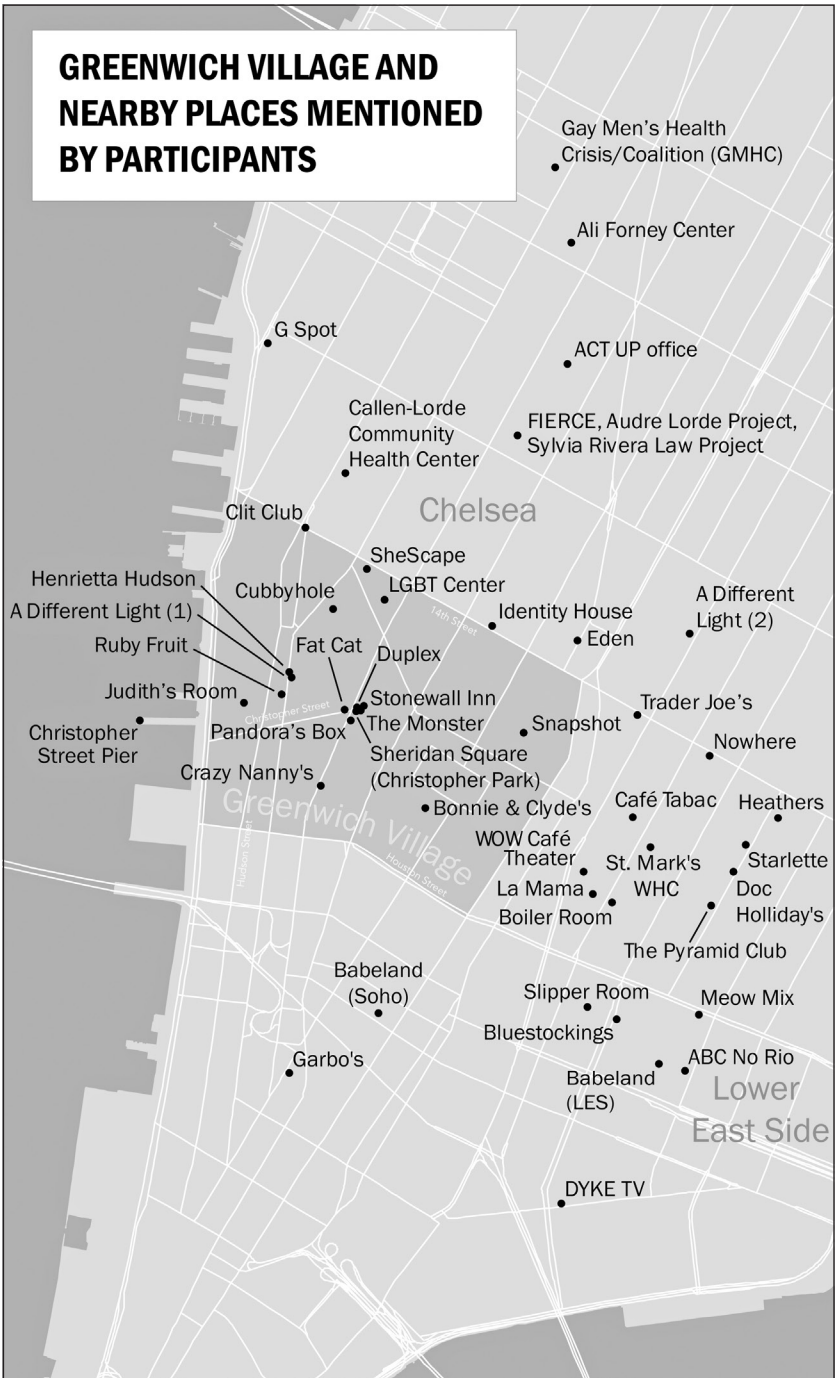 GREENWICH VILLAGE AND
NEARBY PLACES MENTIONED
BY PARTICIPANTS
Gay Men’s Health
Crisis/Coalition (GMHC)
Ali Forney Center
G Spot
ACT UP office
Callen-Lorde
Community
Health Center
FIERCE, Audre Lorde Project,
Sylvia Rivera Law Project
Chelsea
Clit Club
SheScape
LGBT Center
Henrietta Hudson
Cubbyhole
A Different Light (1)
14th Street
Identity House
A Different
Light (2)
Ruby Fruit
Fat Cat
Duplex
Eden
Judith’s Room
Christopher Street
Stonewall Inn
Trader Joe’s
Christopher
Street Pier
Pandora’s Box
The Monster
Snapshot
Nowhere
Sheridan Square
(Christopher Park)
Crazy Nanny's
Greenwich Village
Bonnie & Clyde's
Café Tabac
Heathers
Hudson Street
Houston Street
WOW Café
Theater
St. Mark's
WHC
Starlette
La Mama
Doc
Holliday's
Boiler Room
The Pyramid Club
Babeland
(Soho)
Slipper Room
Meow Mix
Bluestockings
Garbo's
ABC No Rio
Babeland
(LES)
Lower
East Side
DYKE TV